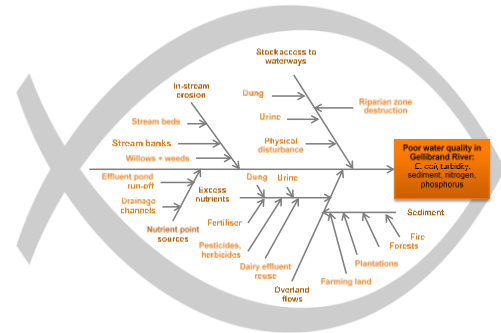 Stock access to
waterways
In-stream
erosion
Dung
Riparian zone
destruction
Stream beds
Urine
Stream banks
Physical
disturbance
Willows + weeds
Poor water quality in
Gellibrand River:
E. coli, turbidity,
sediment, nitrogen,
phosphorus
Effluent pond
run-off
Excess
nutrients
Dung
Urine
Drainage
channels
Nutrient point
sources
Fertiliser
Sediment
Pesticides,
herbicides
Fire
Forests
Dairy effluent
reuse
Plantations
Farming land
Overland
flows